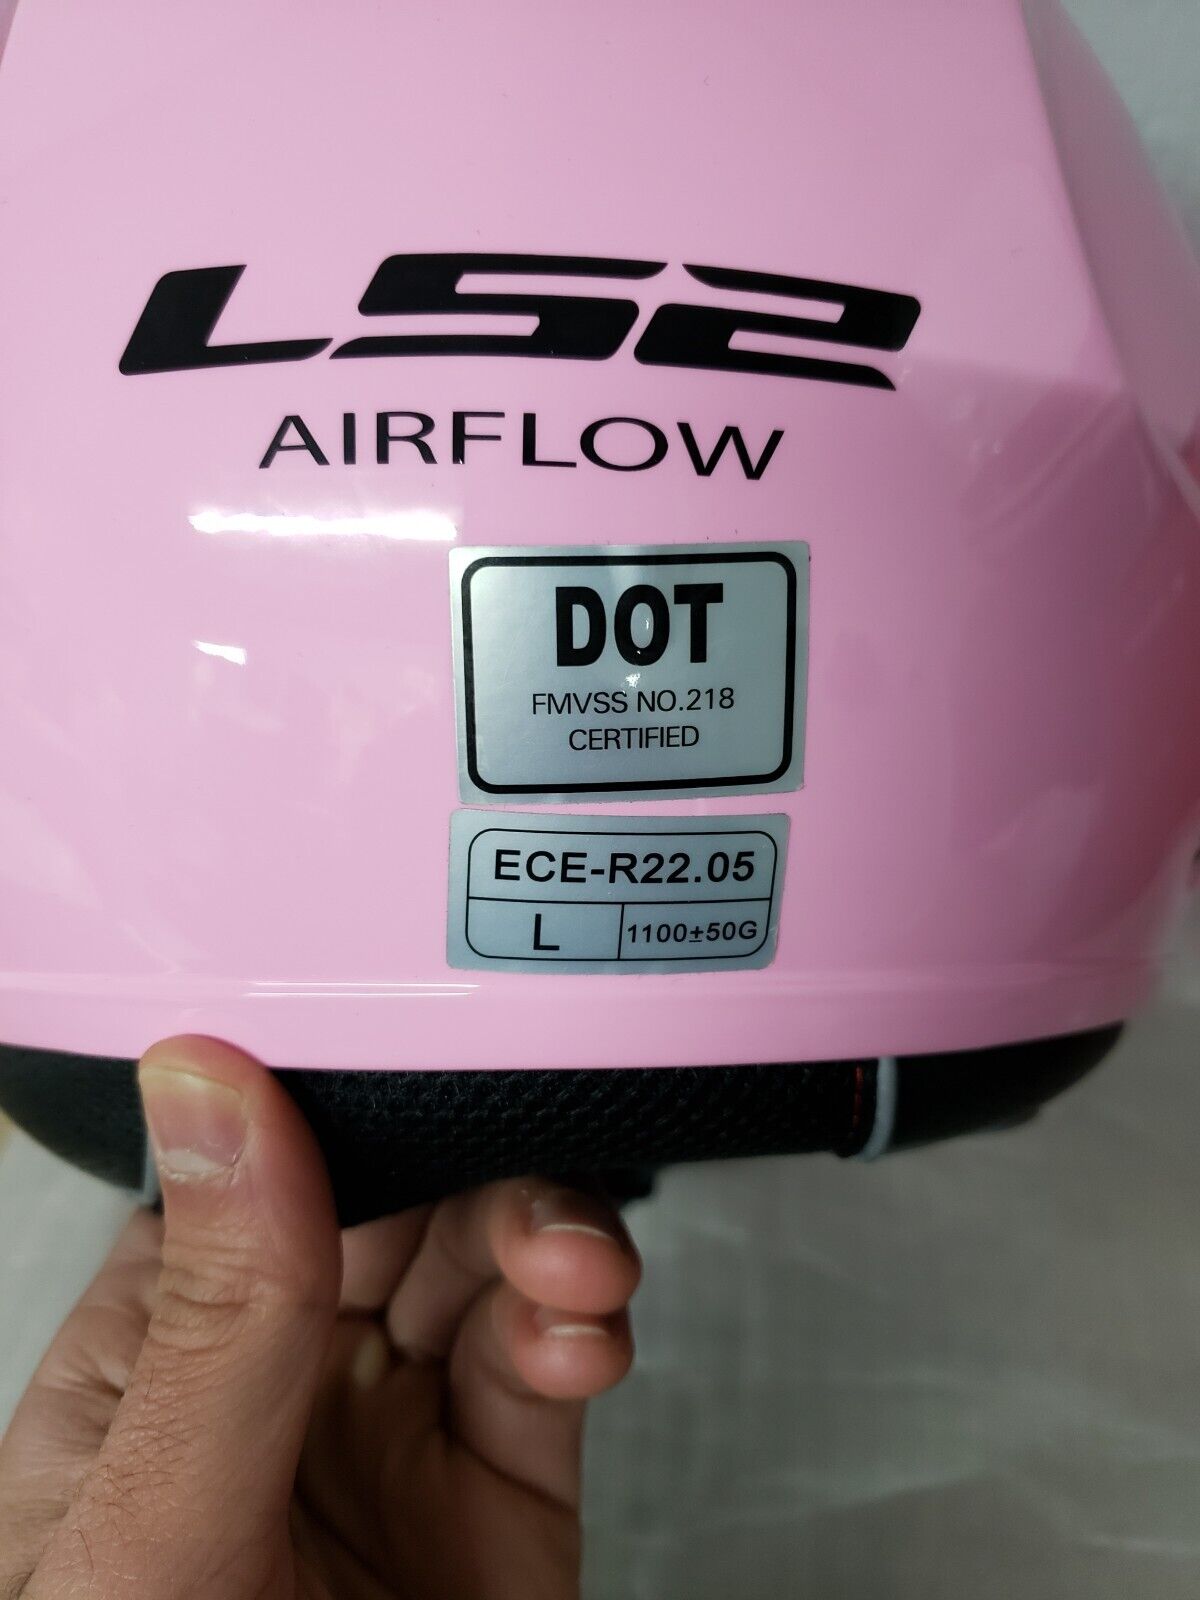 LS2
AIRFLOW
DOT
FMVSS NO.218
CERTIFIED
ECE-R22.05
L
1100±50G